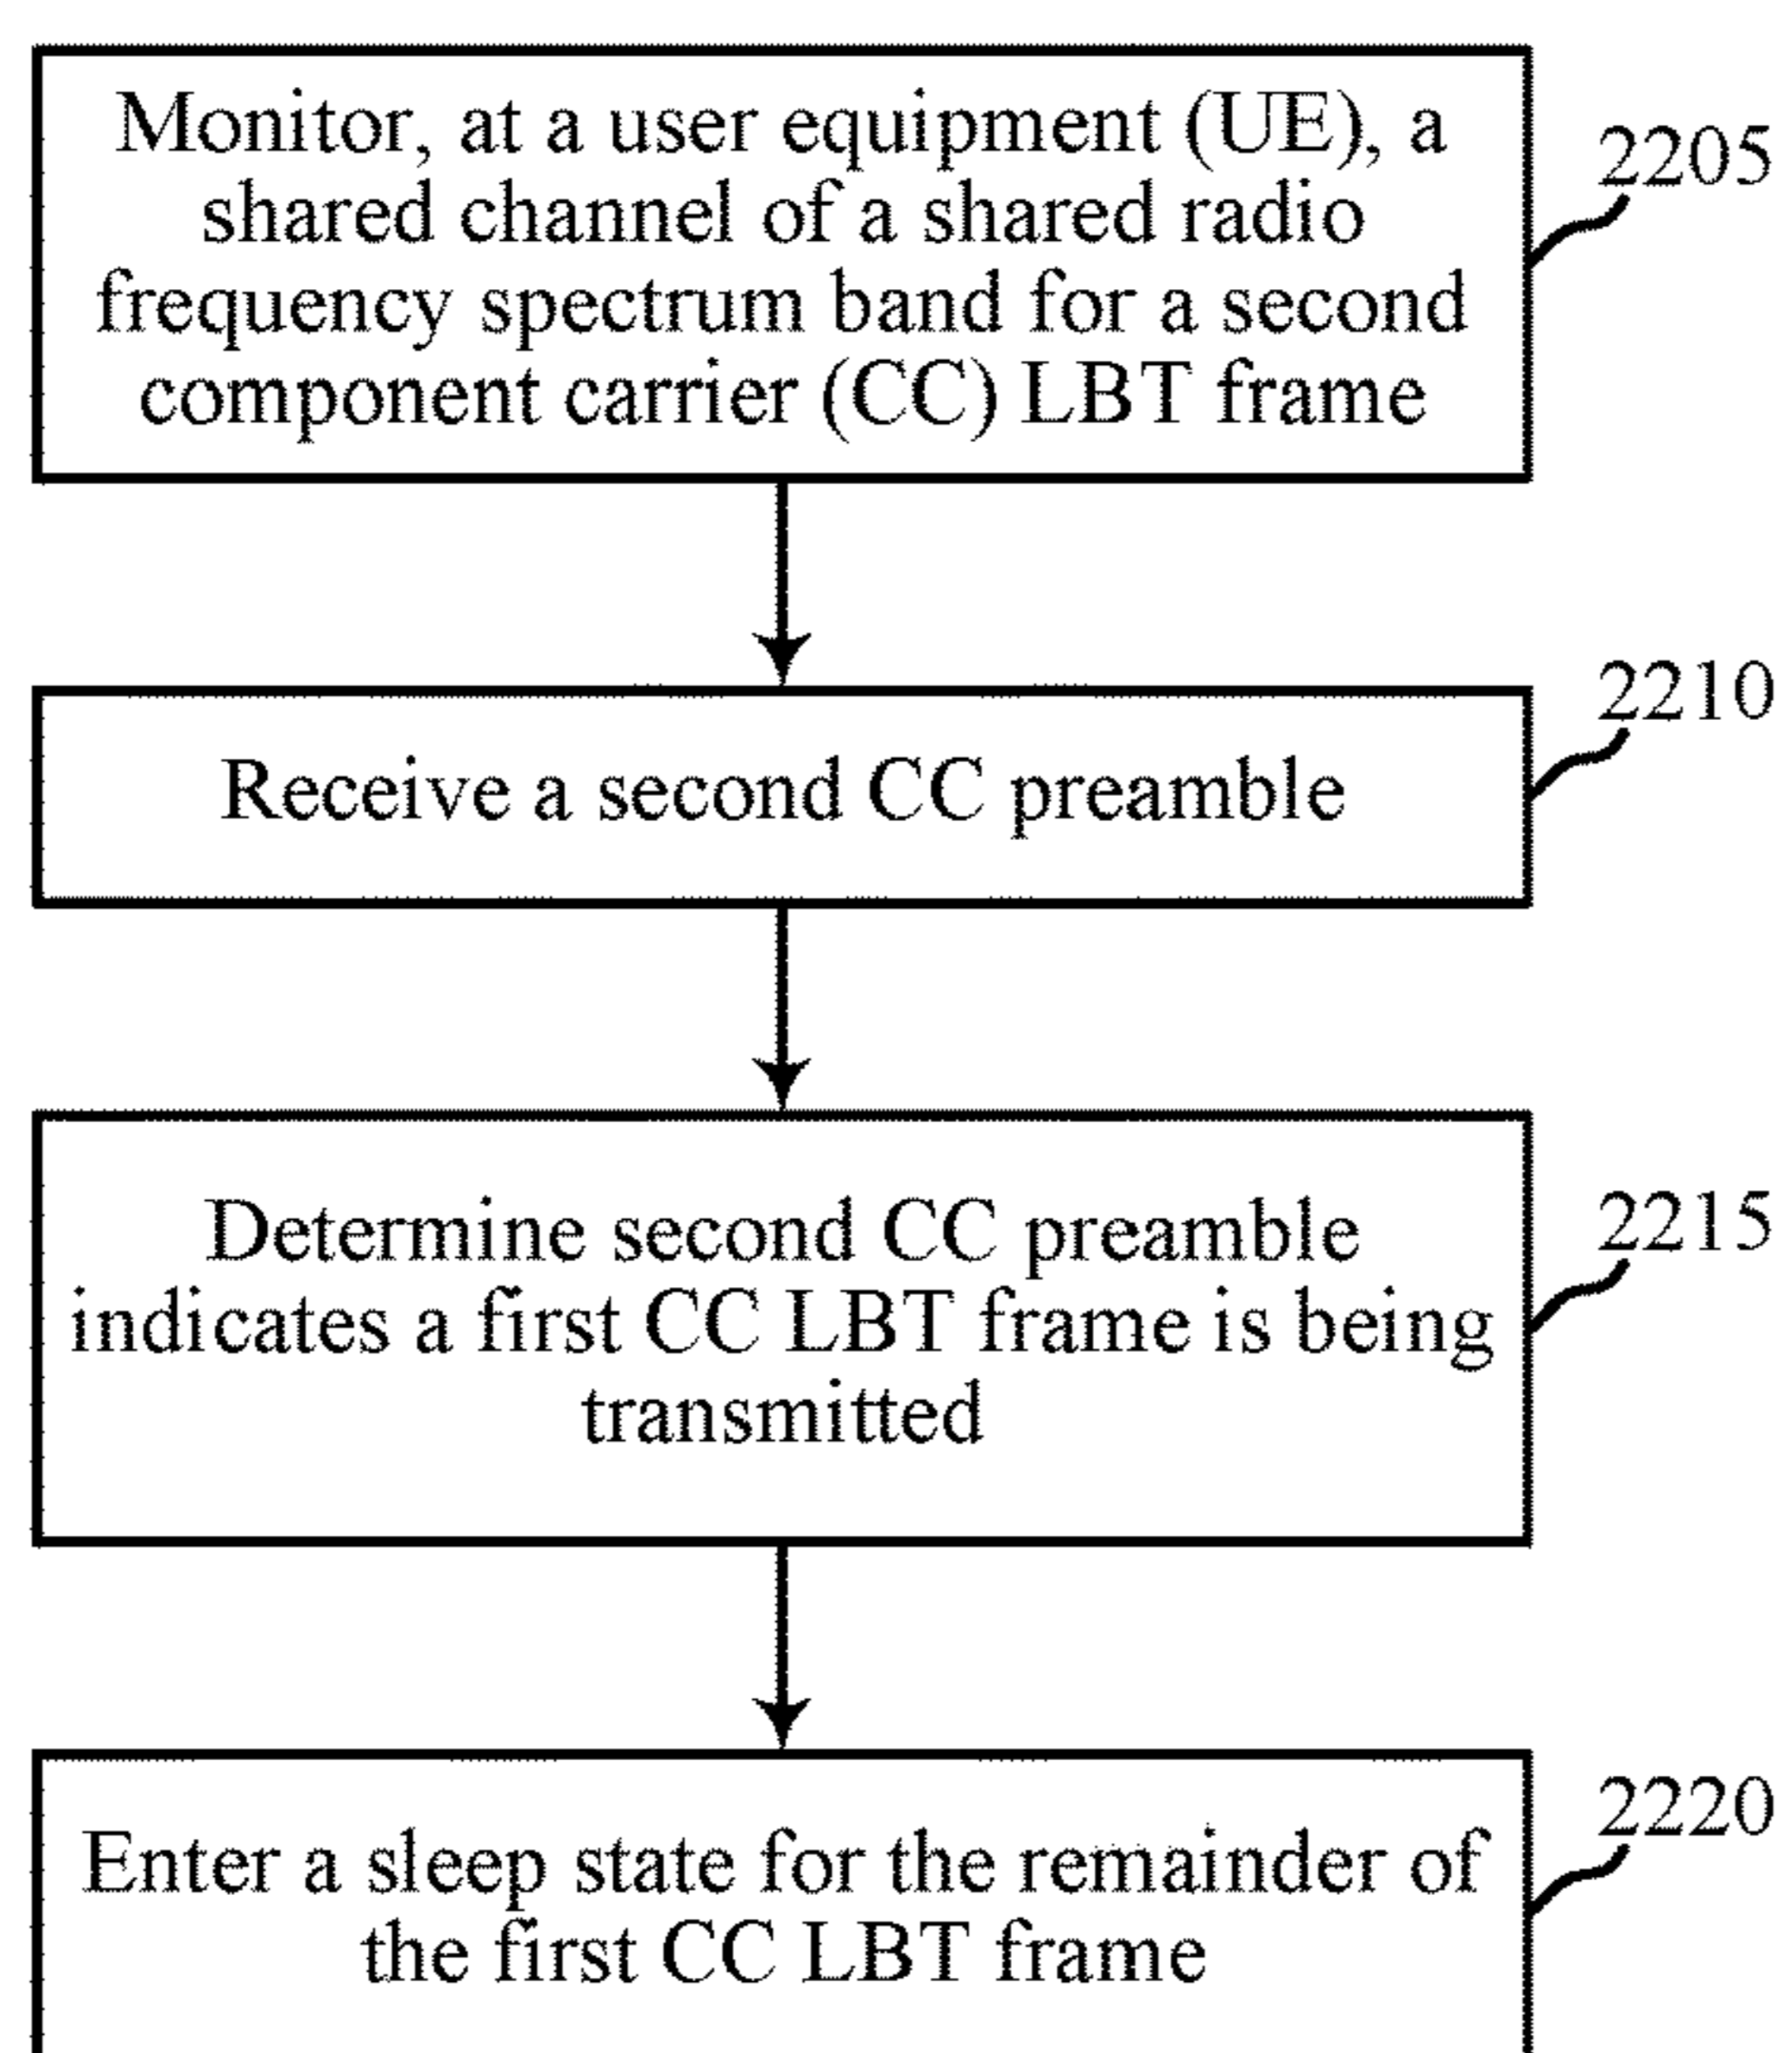 Monitor, at a user equipment (UE), a
shared channel of a shared radio
frequency spectrum band for a second
component carrier (CC) LBT frame
2205
Receive a second CC preamble
2210
Determine second CC preamble
indicates a first CC LBT frame is being
transmitted
2215
Enter a sleep state for the remainder of
the first CC LBT frame
2220